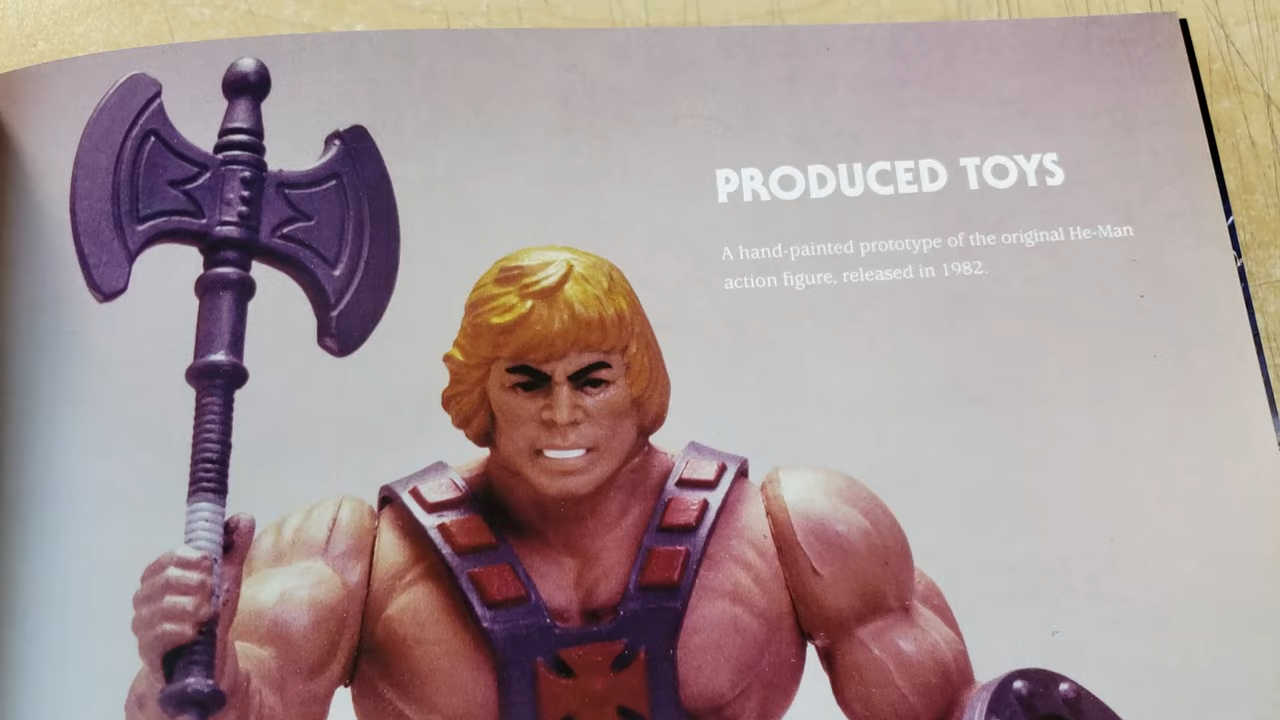 PRODUCED TOYS
A hand-painted prototype of the original He-Man
action figure, released in 1982.